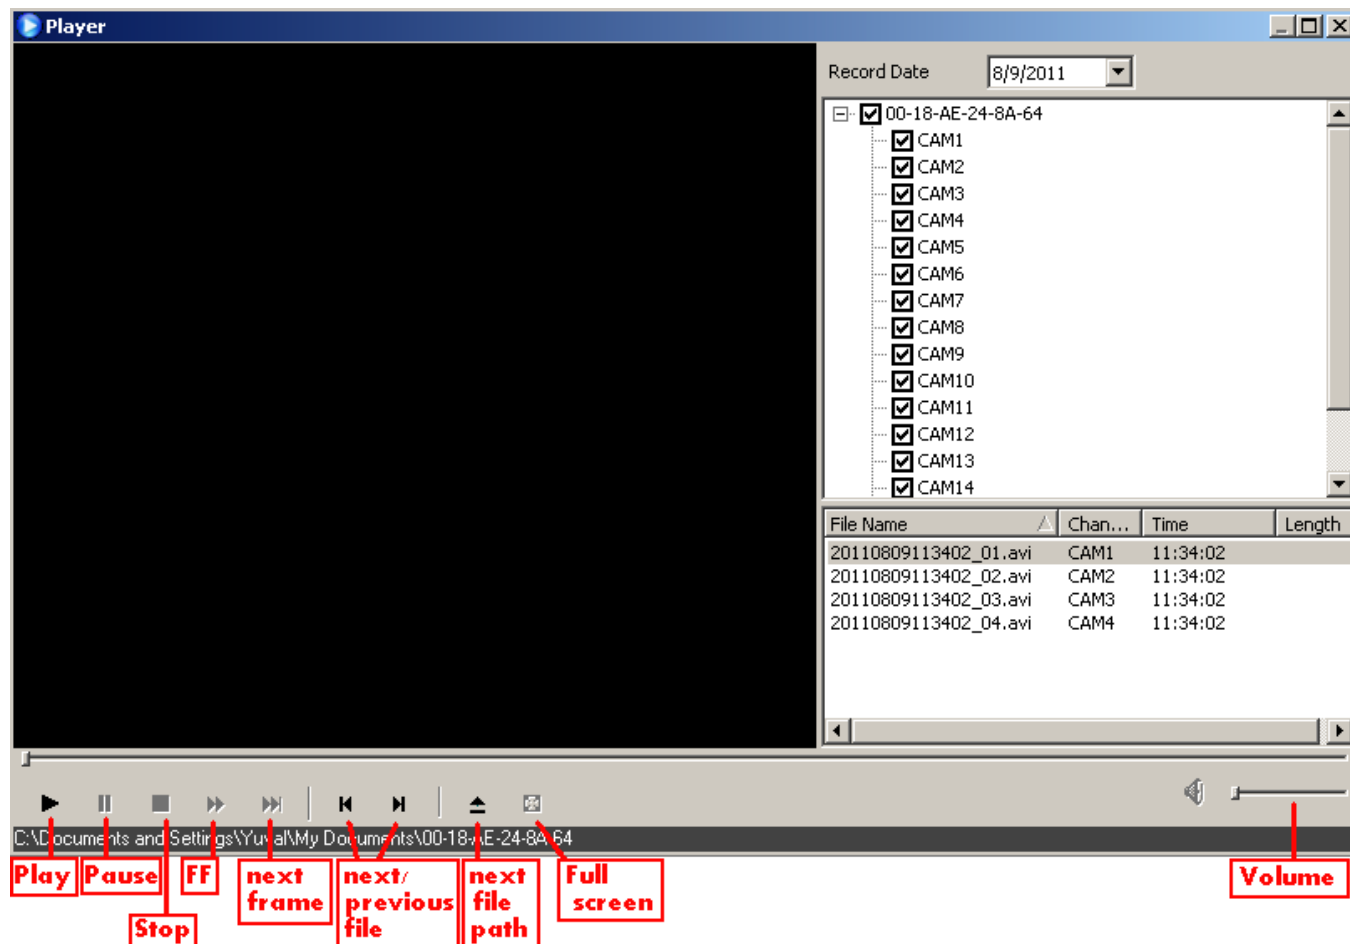 Player
Record Date 8/9/2011
00-18-AE-24-8A-64
CAM1
CAM2
CAM3
CAM4
CAM5
CAM6
CAM7
CAM8
CAM9
CAM10
CAM11
CAM12
CAM13
CAM14
File Name Chan... Time Length
20110809113402_01.avi CAM1 11:34:02
20110809113402_02.avi CAM2 11:34:02
20110809113402_03.avi CAM3 11:34:02
20110809113402_04.avi CAM4 11:34:02
C:\Documents and Settings\Yuval\My Documents\00-18-AE-24-8A-64
Play
Pause
Stop
FF
next
frame
next/
previous
file
next
file
path
Full
screen
Volume